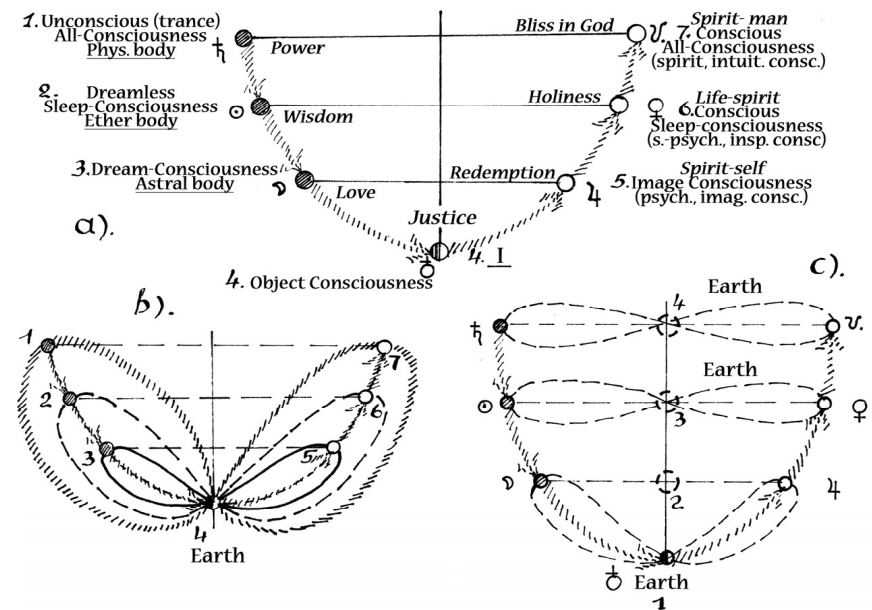 1. Unconscious (trance)
All-Consciousness
Phys. body
♄
Power
Bliss in God
V.
7. Spirit-man
Conscious
All-Consciousness
(spirit, intuit. consc.)
2. Dreamless
Sleep-Consciousness
Ether body
☉
Wisdom
Holiness
♀
6. Life-spirit
Conscious
Sleep-consciousness
(s.-psych., insp. consc)
3. Dream-Consciousness
Astral body
☽
Love
Redemption
♃
Spirit-self
5. Image Consciousness
(psych., imag. consc.)
Justice
4. I
♁
4. Object Consciousness
a).
b).
1
2
3
4
5
6
7
Earth
c).
Earth
4
♄
V.
Earth
3
☉
♀
2
☽
♃
♁ Earth
1